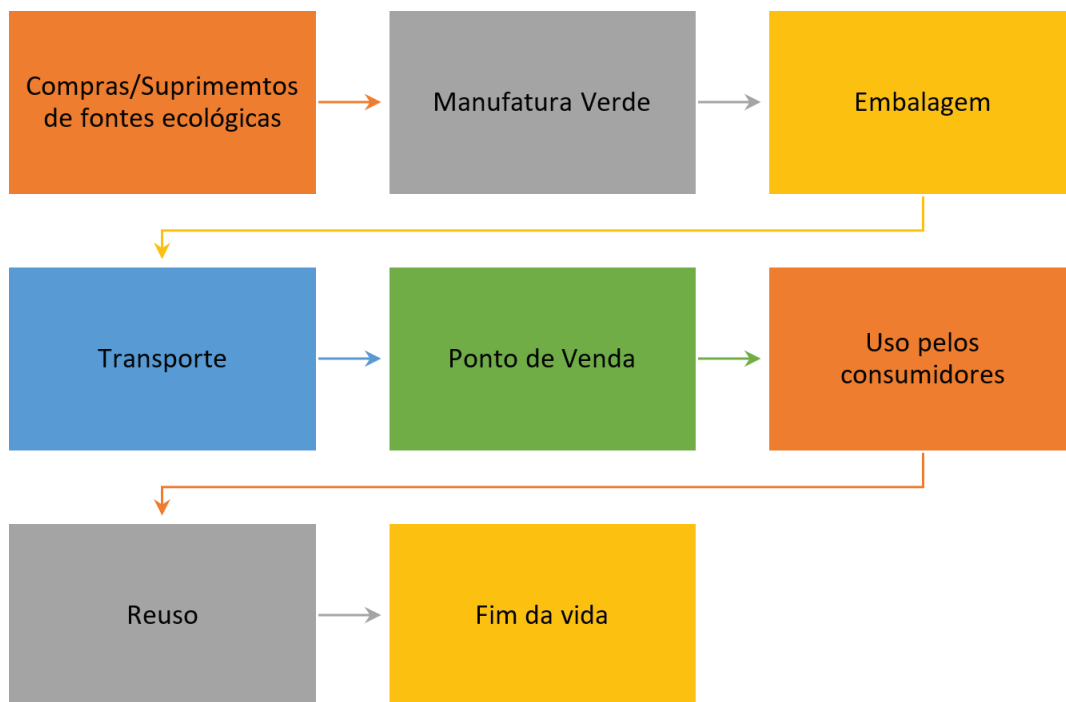 Compras/Suprimemtos
de fontes ecológicas
Manufatura Verde
Embalagem
Transporte
Ponto de Venda
Uso pelos
consumidores
Reuso
Fim da vida